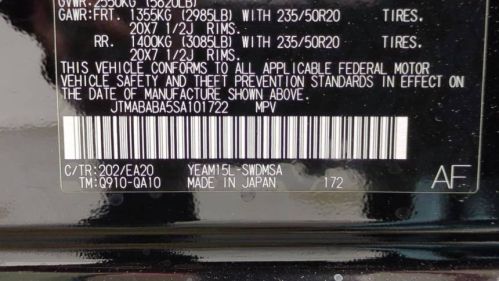 GVWR:2550KG (5620LB)
GAWR:FRT. 1355KG (2985LB) WITH 235/50R20 TIRES.
20X7 1/2J RIMS.
RR. 1400KG (3085LB) WITH 235/50R20 TIRES.
20X7 1/2J RIMS.
THIS VEHICLE CONFORMS TO ALL APPLICABLE FEDERAL MOTOR
VEHICLE SAFETY AND THEFT PREVENTION STANDARDS IN EFFECT ON
THE DATE OF MANUFACTURE SHOWN ABOVE.
JTMABABA5SA101722 MPV
C/TR:202/EA20 YEAM15L-SWDMSA
TM:Q910-QA10 MADE IN JAPAN 172 AF